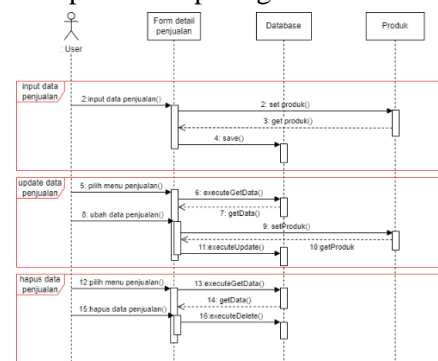 Form detail
penjualan
Database
Produk
: User
input data
penjualan
2:input data penjualan()
2: set produk()
3: get produk()
4: save()
update data
penjualan
5: pilih menu penjualan()
6: executeGetData()
7: getData()
8: ubah data penjualan()
9: setProduk()
10:getProduk
11:executeUpdate()
hapus data
penjualan
12:pilih menu penjualan()
13:executeGetData()
14: getData()
15:hapus data penjualan()
16:executeDelete()